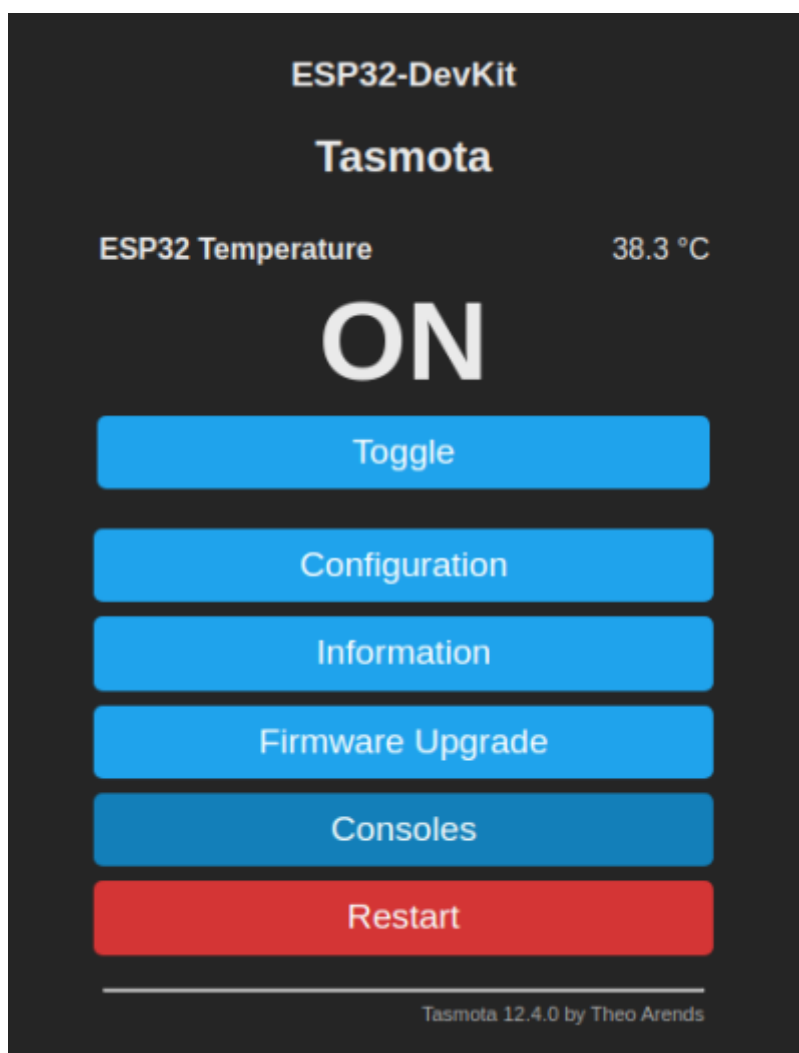 ESP32-DevKit
Tasmota
ESP32 Temperature 38.3 °C
ON
Toggle
Configuration
Information
Firmware Upgrade
Consoles
Restart
Tasmota 12.4.0 by Theo Arends